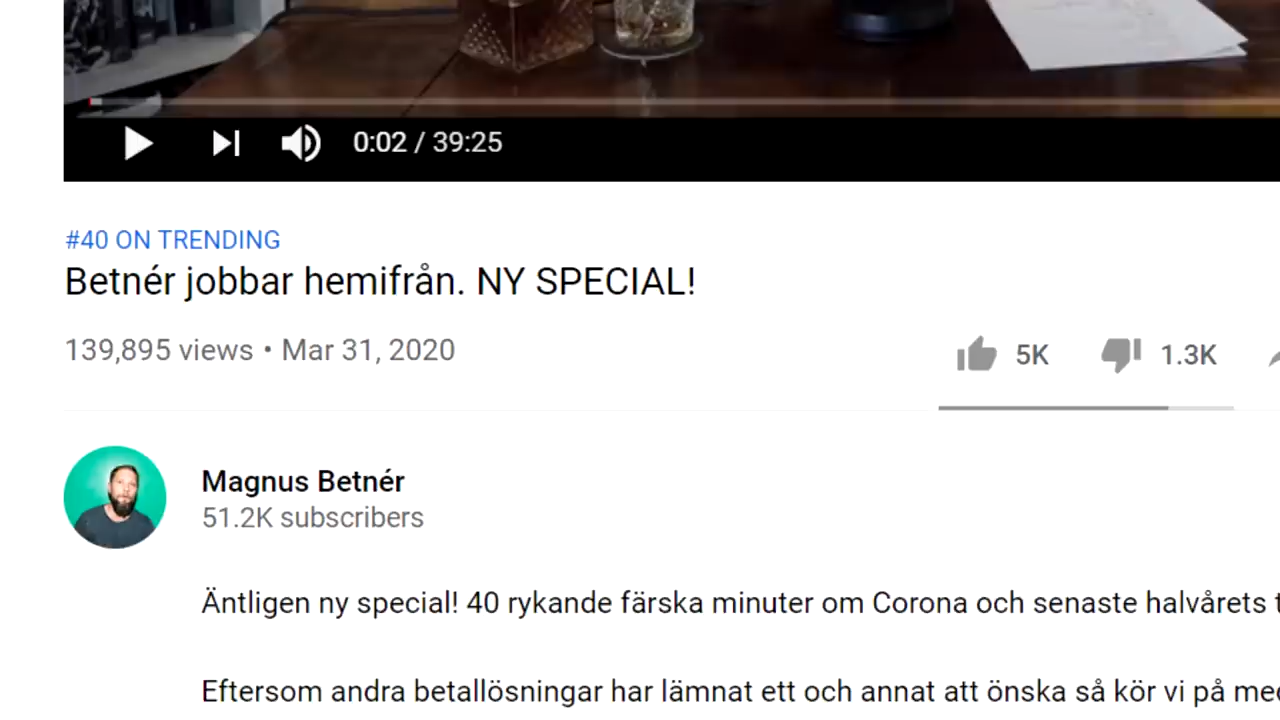 0:02 / 39:25
#40 ON TRENDING
Betnér jobbar hemifrån. NY SPECIAL!
139,895 views • Mar 31, 2020
5K 1.3K
Magnus Betnér
51.2K subscribers
Äntligen ny special! 40 rykande färska minuter om Corona och senaste halvårets
Eftersom andra betallösningar har lämnat ett och annat att önska så kör vi på